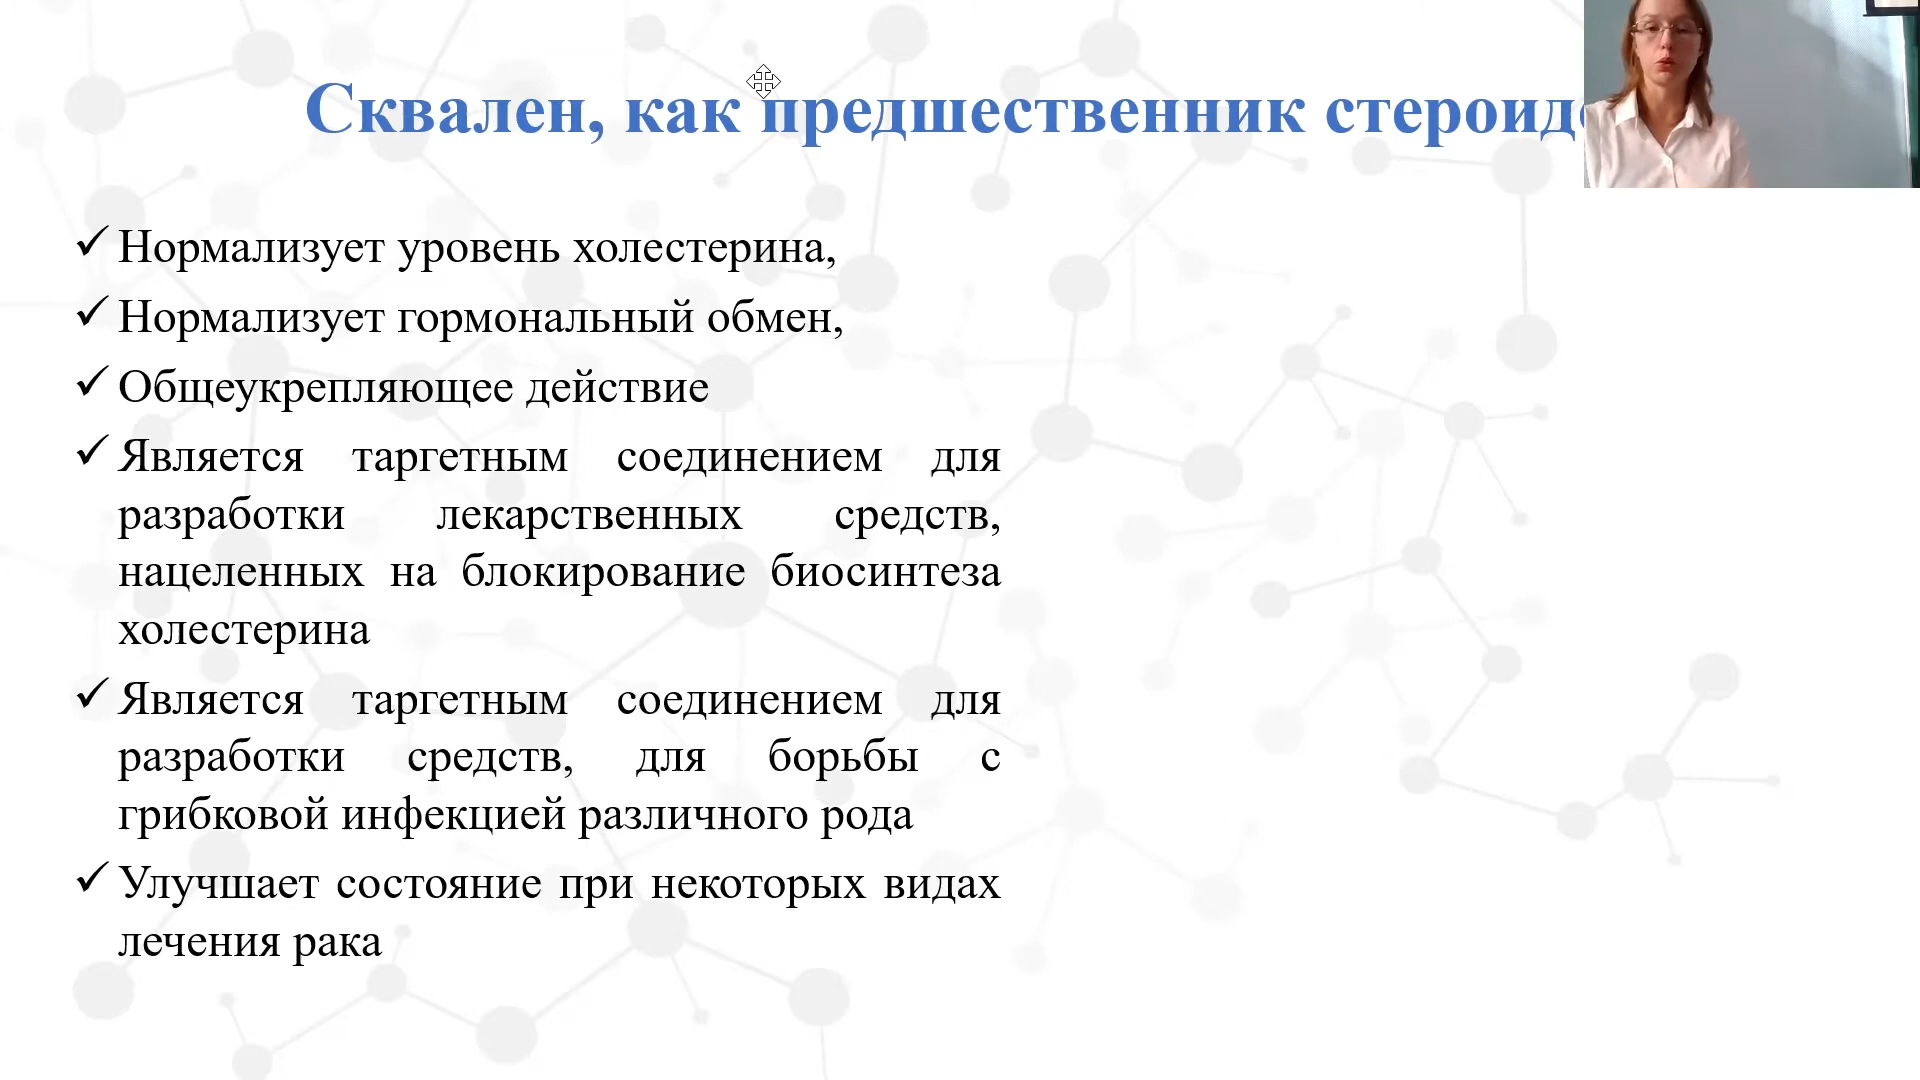 Сквален, как предшественник
Нормализует уровень холестерина,
Нормализует гормональный обмен,
Общеукрепляющее действие
Является таргетным соединением для
разработки лекарственных средств,
нацеленных на блокирование биосинтеза
холестерина
Является таргетным соединением для
разработки средств, для борьбы с
грибковой инфекцией различного рода
Улучшает состояние при некоторых видах
лечения рака